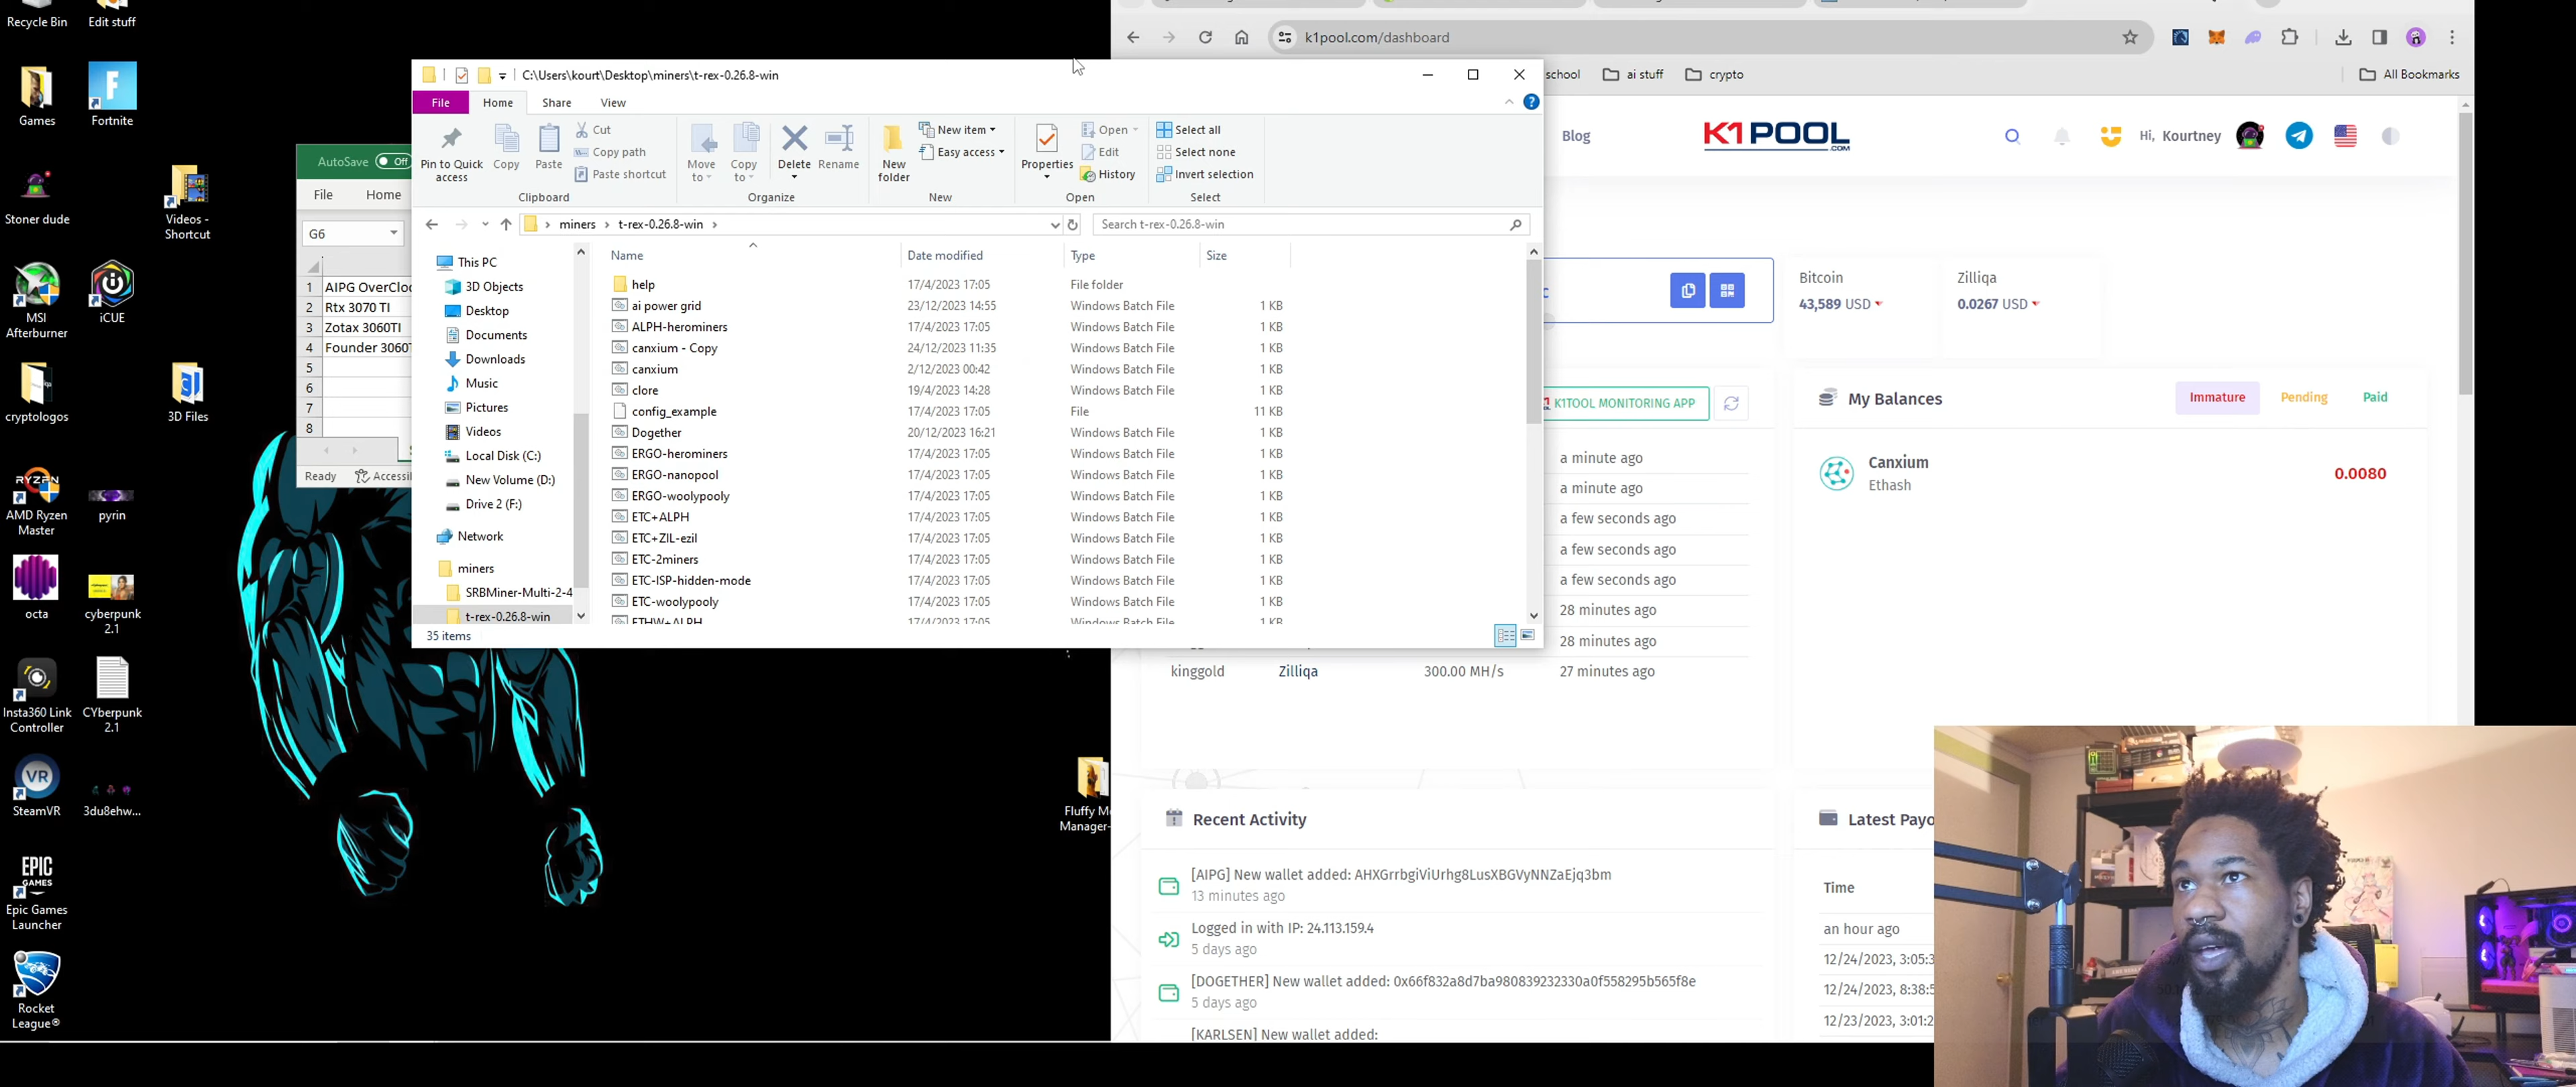 Recycle Bin
Edit stuff
Games
Fortnite
Stoner dude
Videos - Shortcut
MSI Afterburner
iCUE
cryptologos
3D Files
AMD Ryzen Master
pyrin
octa
cyberpunk 2.1
Insta360 Link Controller
CYberpunk 2.1
VR
SteamVR
3du8ehw...
EPIC GAMES
Epic Games Launcher
Rocket League®
AutoSave Off
File Home
G6
1 AIPG OverCloc
2 Rtx 3070 TI
3 Zotax 3060TI
4 Founder 3060T
5
6
7
8
Ready Accessi
C:\Users\kourt\Desktop\miners\t-rex-0.26.8-win
File Home Share View
Pin to Quick access
Copy
Paste
Cut
Copy path
Paste shortcut
Move to
Copy to
Delete
Rename
New folder
New item
Easy access
Properties
Open
Edit
History
Select all
Select none
Invert selection
Clipboard Organize New Open Select
miners t-rex-0.26.8-win
Search t-rex-0.26.8-win
This PC
3D Objects
Desktop
Documents
Downloads
Music
Pictures
Videos
Local Disk (C:)
New Volume (D:)
Drive 2 (F:)
Network
miners
SRBMiner-Multi-2-4
t-rex-0.26.8-win
Name Date modified Type Size
help 17/4/2023 17:05 File folder
ai power grid 23/12/2023 14:55 Windows Batch File 1 KB
ALPH-herominers 17/4/2023 17:05 Windows Batch File 1 KB
canxium - Copy 24/12/2023 11:35 Windows Batch File 1 KB
canxium 2/12/2023 00:42 Windows Batch File 1 KB
clore 19/4/2023 14:28 Windows Batch File 1 KB
config_example 17/4/2023 17:05 File 11 KB
Dogether 20/12/2023 16:21 Windows Batch File 1 KB
ERGO-herominers 17/4/2023 17:05 Windows Batch File 1 KB
ERGO-nanopool 17/4/2023 17:05 Windows Batch File 1 KB
ERGO-woolypooly 17/4/2023 17:05 Windows Batch File 1 KB
ETC+ALPH 17/4/2023 17:05 Windows Batch File 1 KB
ETC+ZIL-ezil 17/4/2023 17:05 Windows Batch File 1 KB
ETC-2miners 17/4/2023 17:05 Windows Batch File 1 KB
ETC-ISP-hidden-mode 17/4/2023 17:05 Windows Batch File 1 KB
ETC-woolypooly 17/4/2023 17:05 Windows Batch File 1 KB
ETHW+ALPH 17/4/2023 17:05 Windows Batch File 1 KB
35 items
Fluffy M
Manager-
k1pool.com/dashboard
school ai stuff crypto All Bookmarks
Blog
K1POOL .COM
Hi, Kourtney
Bitcoin
43,589 USD
Zilliqa
0.0267 USD
K1 K1TOOL MONITORING APP
a minute ago
a minute ago
a few seconds ago
a few seconds ago
a few seconds ago
28 minutes ago
28 minutes ago
kinggold Zilliqa 300.00 MH/s 27 minutes ago
My Balances Immature Pending Paid
Canxium
Ethash
0.0080
Recent Activity
[AIPG] New wallet added: AHXGrrbgiViUrhg8LusXBGVyNNZaEjq3bm
13 minutes ago
Logged in with IP: 24.113.159.4
5 days ago
[DOGETHER] New wallet added: 0x66f832a8d7ba980839232330a0f558295b565f8e
5 days ago
[KARLSEN] New wallet added:
Latest Payo
Time
an hour ago
12/24/2023, 3:05:3
12/24/2023, 8:38:5
12/23/2023, 3:01:2